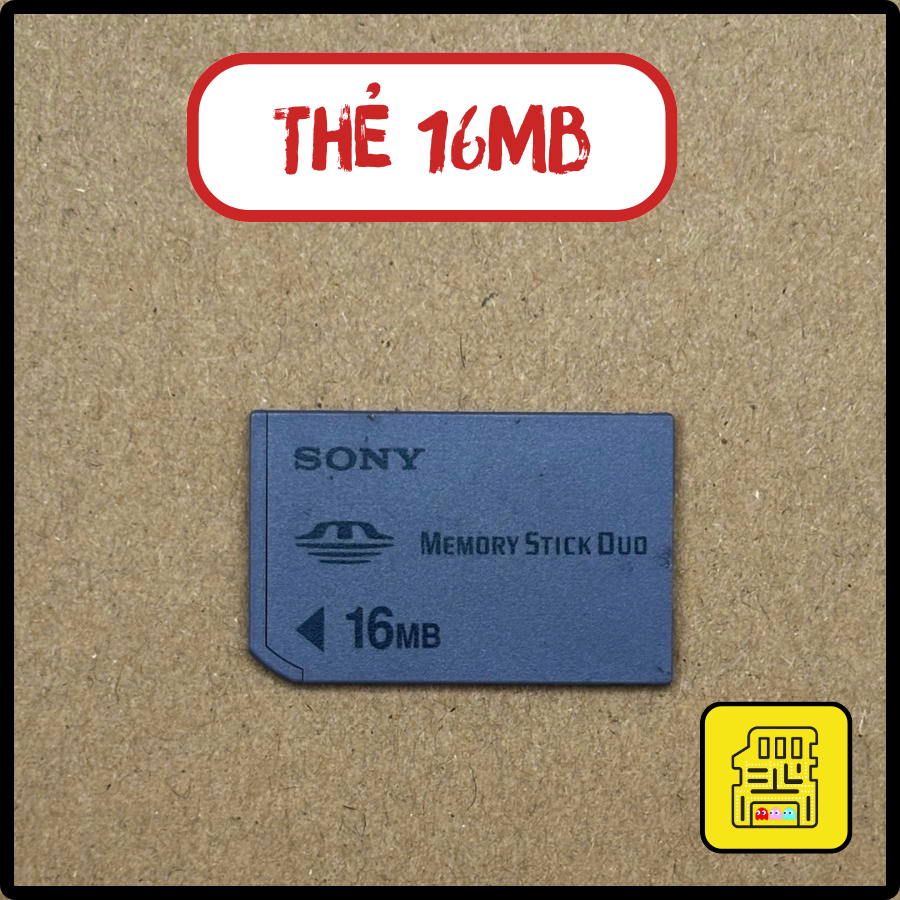 THẺ 16MB
SONY
MEMORY STICK DUO
16MB